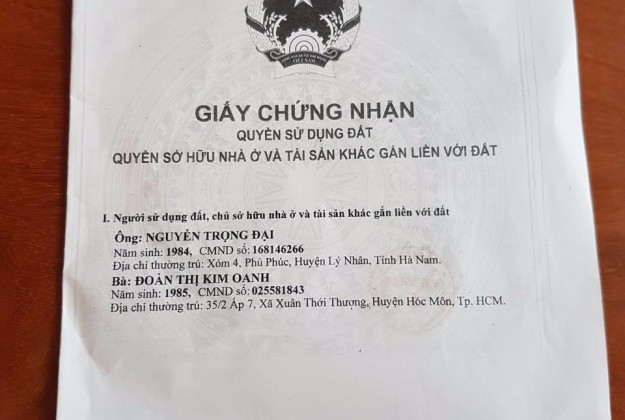 VIỆT NAM
GIẤY CHỨNG NHẬN
QUYỀN SỬ DỤNG ĐẤT
QUYỀN SỞ HỮU NHÀ Ở VÀ TÀI SẢN KHÁC GẮN LIỀN VỚI ĐẤT
I. Người sử dụng đất, chủ sở hữu nhà ở và tài sản khác gắn liền với đất
Ông: NGUYỄN TRỌNG ĐẠI
Năm sinh: 1984, CMND số: 168146266
Địa chỉ thường trú: Xóm 4, Phù Phúc, Huyện Lý Nhân, Tỉnh Hà Nam.
Bà: ĐOÀN THỊ KIM OANH
Năm sinh: 1985, CMND số: 025581843
Địa chỉ thường trú: 35/2 Ấp 7, Xã Xuân Thới Thượng, Huyện Hóc Môn, Tp. HCM.